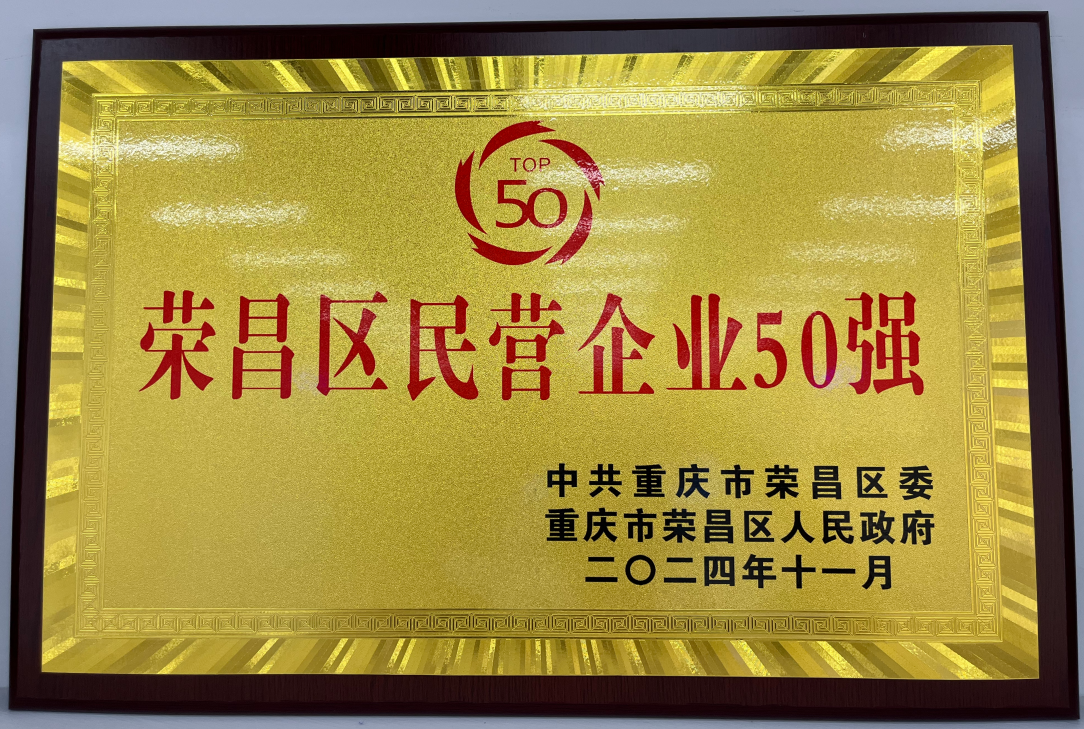 TOP
50
荣昌区民营企业50强
中共重庆市荣昌区委
重庆市荣昌区人民政府
二〇二四年十一月